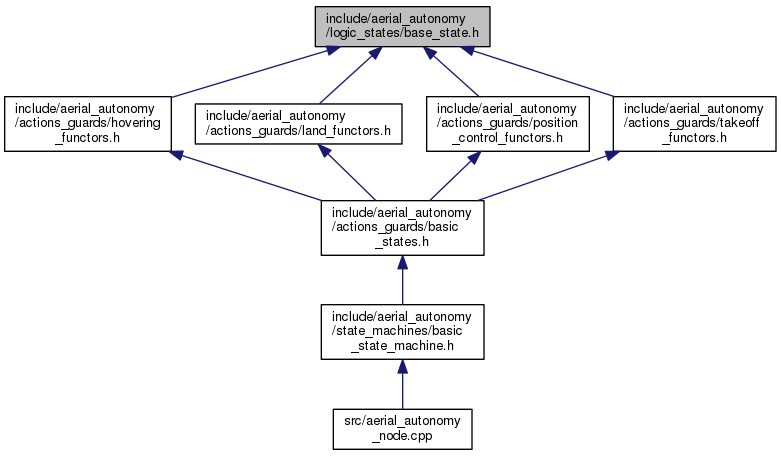 include/aerial_autonomy
/logic_states/base_state.h
include/aerial_autonomy
/actions_guards/hovering
_functors.h
include/aerial_autonomy
/actions_guards/land_functors.h
include/aerial_autonomy
/actions_guards/position
_control_functors.h
include/aerial_autonomy
/actions_guards/takeoff
_functors.h
include/aerial_autonomy
/actions_guards/basic
_states.h
include/aerial_autonomy
/state_machines/basic
_state_machine.h
src/aerial_autonomy
_node.cpp